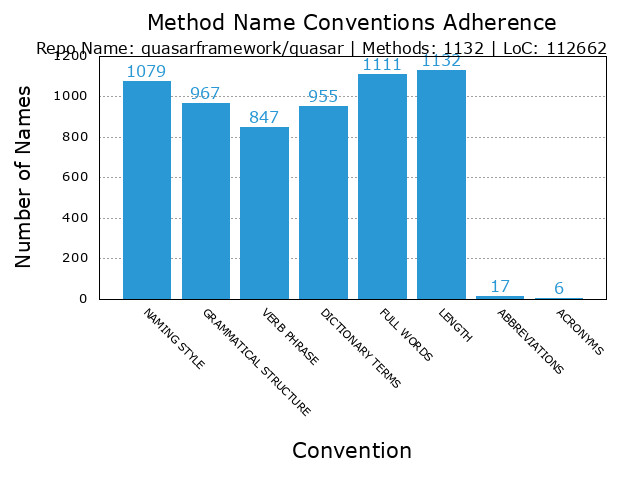 Method Name Conventions Adherence
Repo Name: quasarframework/quasar | Methods: 1132 | LoC: 112662
1200
1000
800
600
400
200
0
Number of Names
1079
967
847
955
1111
1132
17
6
NAMING STYLE
GRAMMATICAL STRUCTURE
VERB PHRASE
DICTIONARY TERMS
FULL WORDS
LENGTH
ABBREVIATIONS
ACRONYMS
Convention